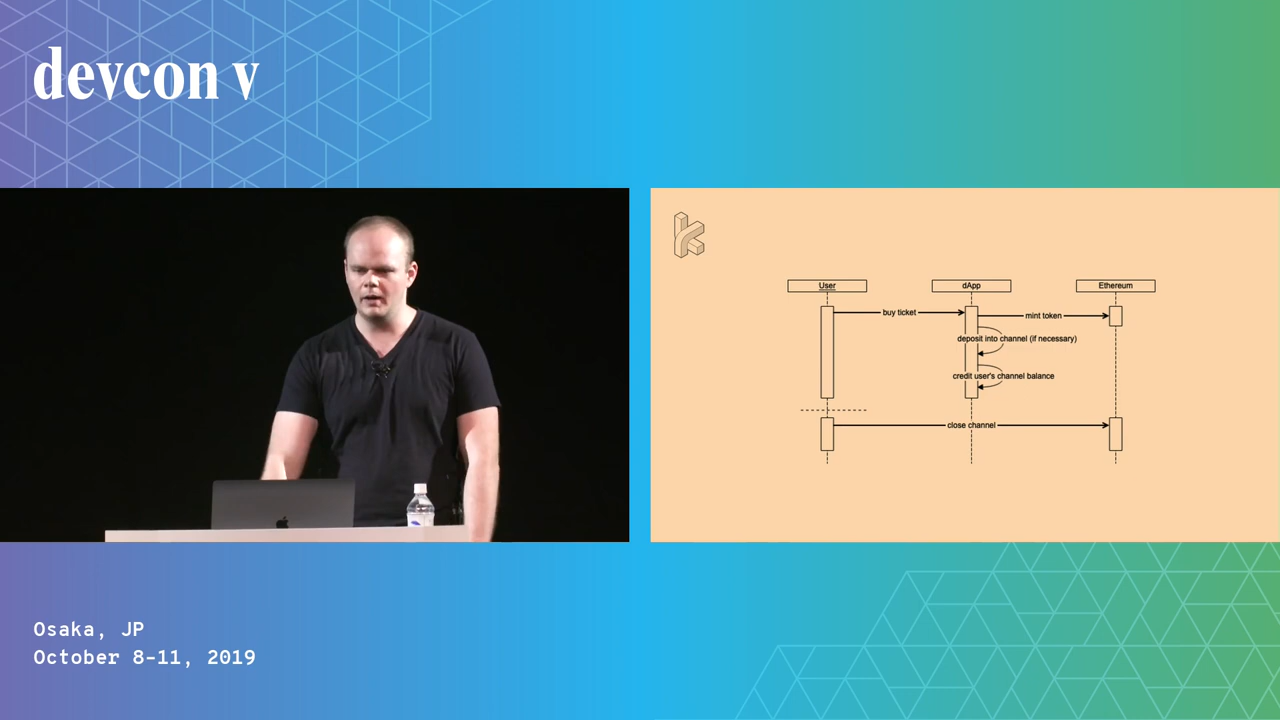 devcon v
User
dApp
Ethereum
buy ticket
mint token
deposit into channel (if necessary)
credit user's channel balance
close channel
Osaka, JP
October 8-11, 2019